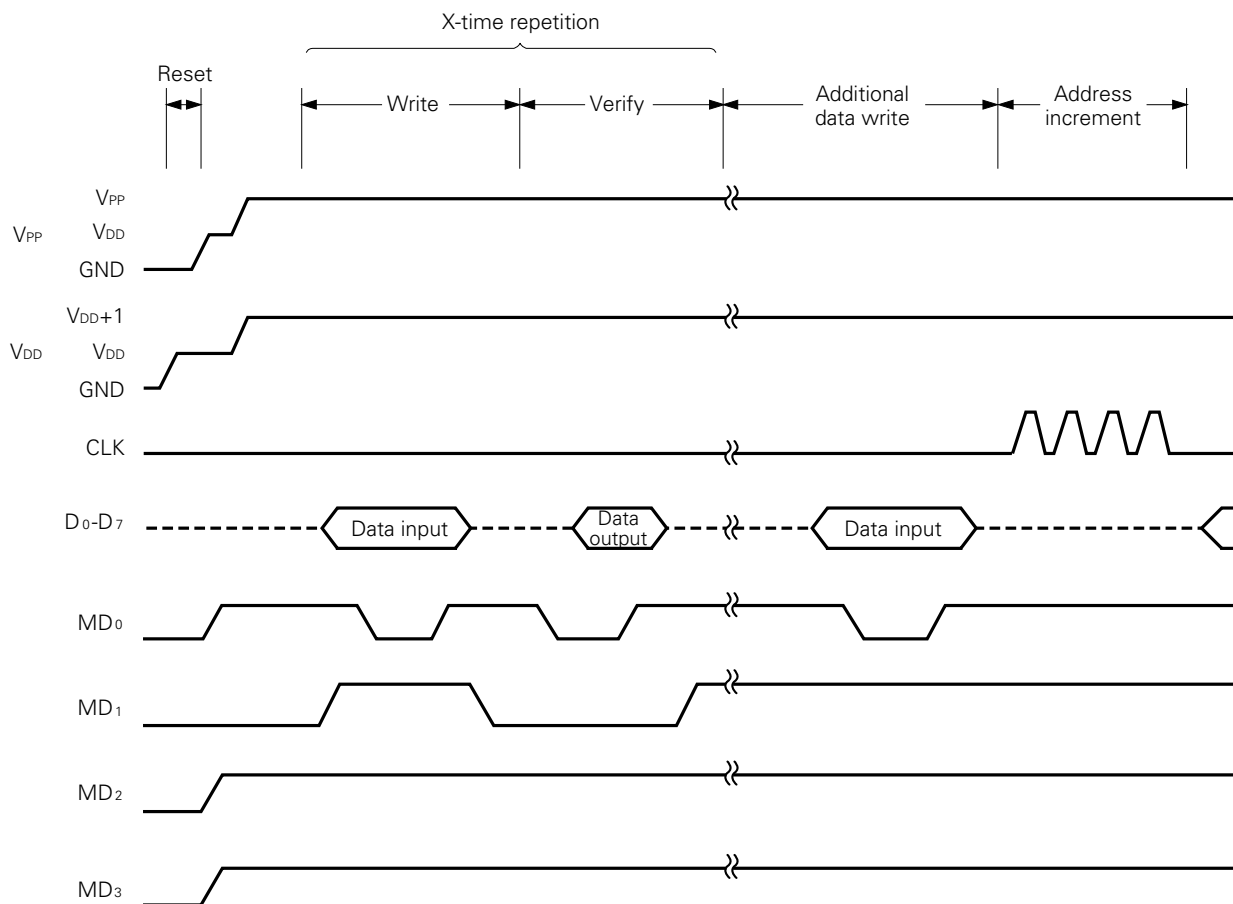 X-time repetition
Reset
Write
Verify
Additional
data write
Address
increment
VPP
VPP
VDD
GND
VDD+1
VDD
VDD
GND
CLK
D0-D7
Data input
Data
output
Data input
MD0
MD1
MD2
MD3